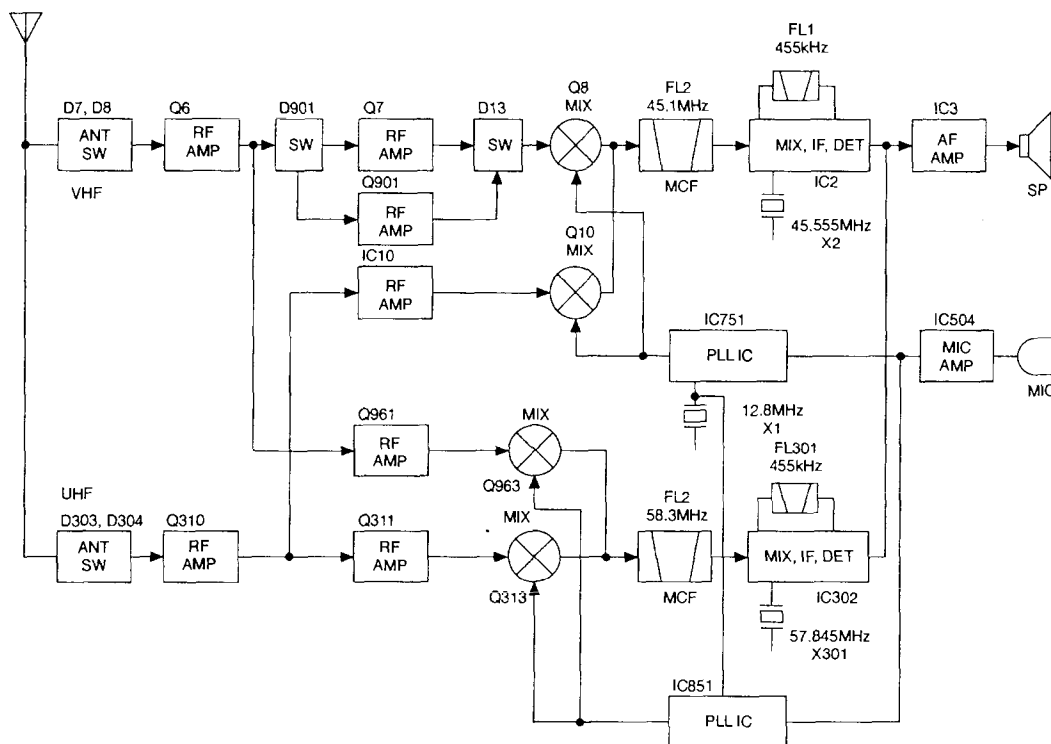 FL1
455kHz
D7, D8
Q6
D901
Q7
D13
Q8
MIX
FL2
45.1MHz
IC3
ANT
SW
RF
AMP
SW
RF
AMP
SW
MIX, IF, DET
AF
AMP
VHF
MCF
IC2
SP
Q901
RF
AMP
45.555MHz
X2
IC10
RF
AMP
Q10
MIX
IC751
PLL IC
IC504
MIC
AMP
MIC
12.8MHz
X1
Q961
RF
AMP
MIX
Q963
FL301
455kHz
UHF
D303, D304
Q310
Q311
MIX
FL2
58.3MHz
ANT
SW
RF
AMP
RF
AMP
MIX, IF, DET
Q313
MCF
IC302
57.845MHz
X301
IC851
PLL IC